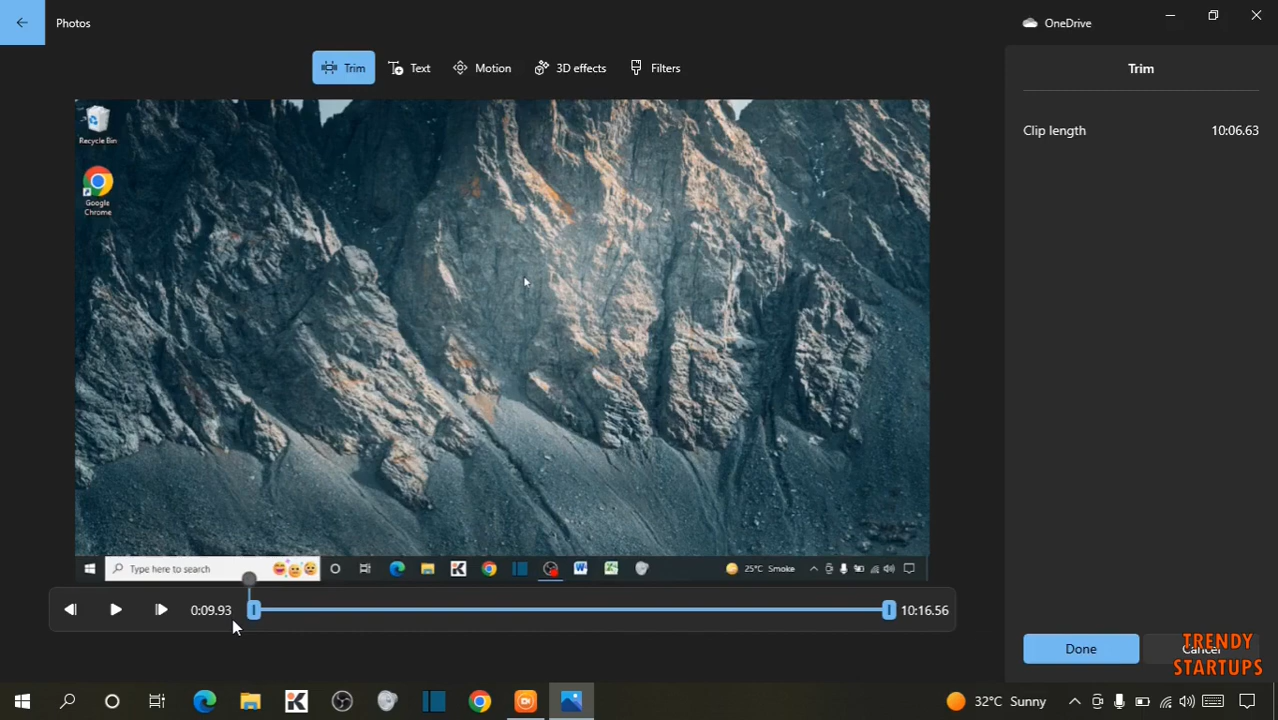 Photos
OneDrive
Trim
Text
Motion
3D effects
Filters
Trim
Clip length
10:06.63
Recycle Bin
Google
Chrome
Type here to search
25°C Smoke
0:09.93
10:16.56
Done
Cancel
TRENDY
STARTUPS
32°C Sunny